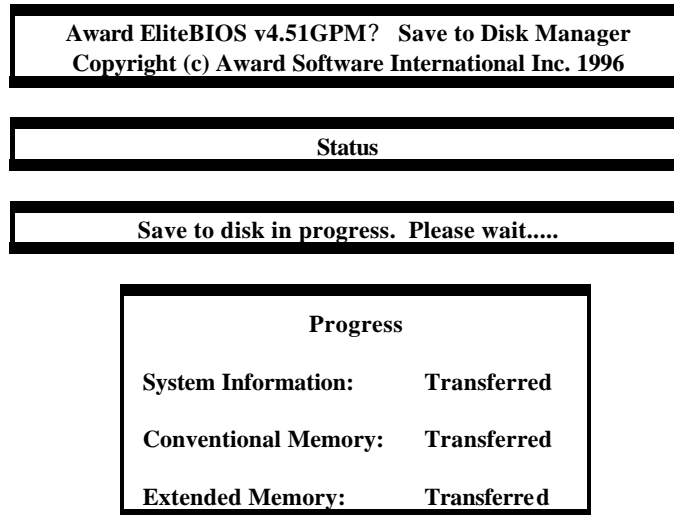 Award EliteBIOS v4.51GPM? Save to Disk Manager
Copyright (c) Award Software International Inc. 1996
Status
Save to disk in progress. Please wait.....
Progress
System Information: Transferred
Conventional Memory: Transferred
Extended Memory: Transferred